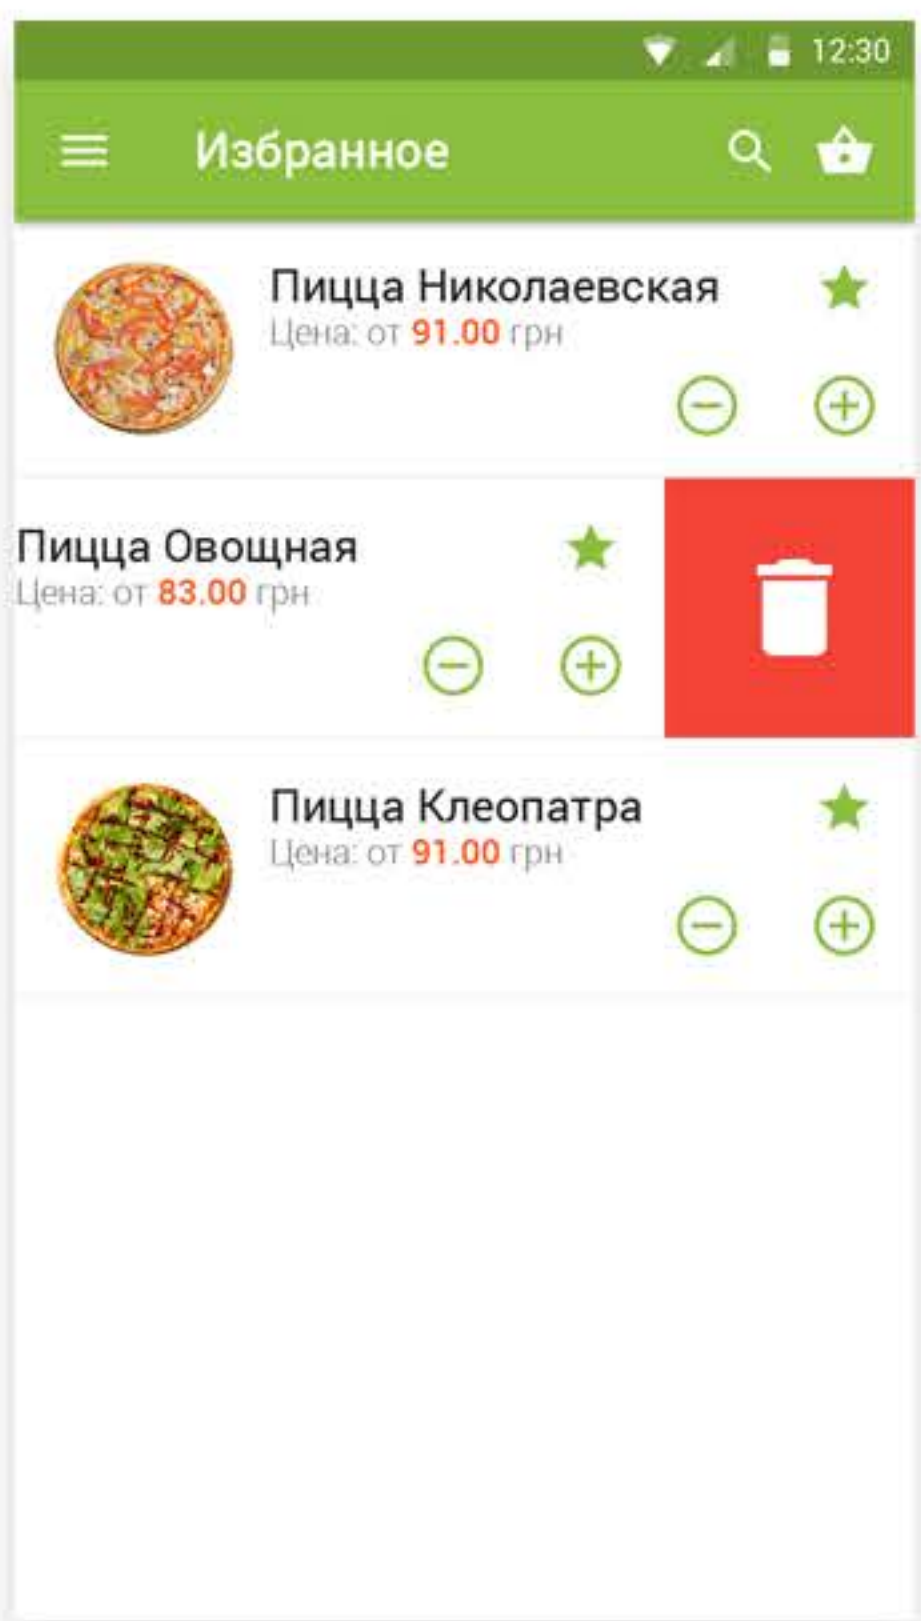 12:30
Избранное
Пицца Николаевская
Цена: от 91.00 грн
Пицца Овощная
Цена: от 83.00 грн
Пицца Клеопатра
Цена: от 91.00 грн